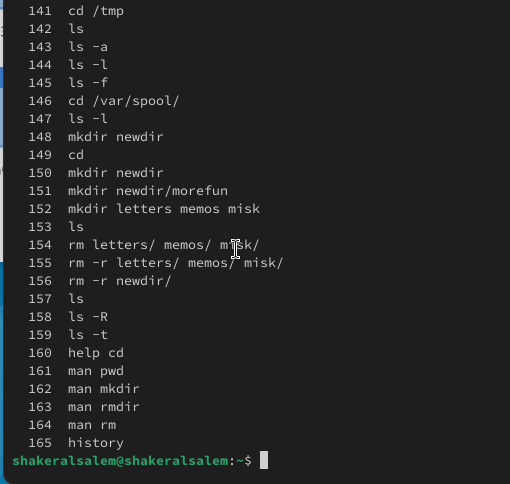 141 cd /tmp
142 ls
143 ls -a
144 ls -l
145 ls -f
146 cd /var/spool/
147 ls -l
148 mkdir newdir
149 cd
150 mkdir newdir
151 mkdir newdir/morefun
152 mkdir letters memos misk
153 ls
154 rm letters/ memos/ misk/
155 rm -r letters/ memos/ misk/
156 rm -r newdir/
157 ls
158 ls -R
159 ls -t
160 help cd
161 man pwd
162 man mkdir
163 man rmdir
164 man rm
165 history
shakeralsalem@shakeralsalem:~$